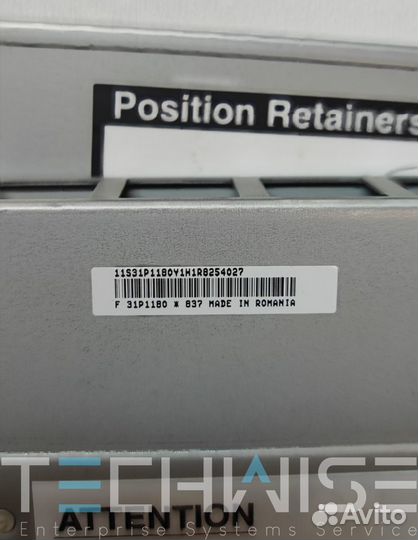 Position Retainers
11S31P1180Y1H1R8254027
F 31P1180 * 837 MADE IN ROMANIA
TECHWISE
ATTENTION
Enterprise Systems Service
Avito